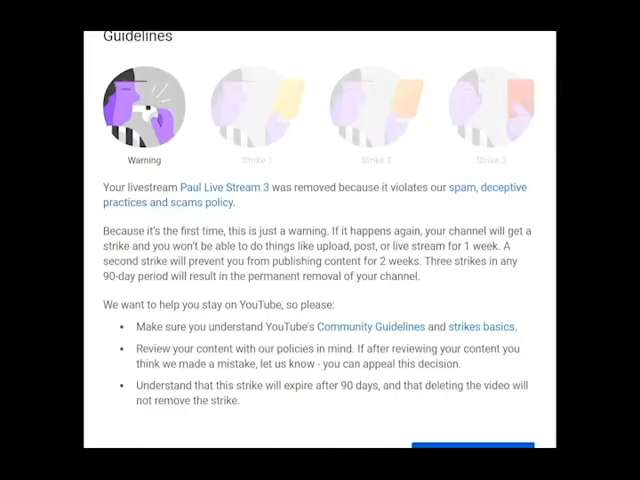 Guidelines
Warning
Strike 1
Strike 2
Strike 3
Your livestream Paul Live Stream 3 was removed because it violates our spam, deceptive
practices and scams policy.
Because it's the first time, this is just a warning. If it happens again, your channel will get a
strike and you won't be able to do things like upload, post, or live stream for 1 week. A
second strike will prevent you from publishing content for 2 weeks. Three strikes in any
90-day period will result in the permanent removal of your channel.
We want to help you stay on YouTube, so please:
• Make sure you understand YouTube's Community Guidelines and strikes basics.
• Review your content with our policies in mind. If after reviewing your content you
think we made a mistake, let us know - you can appeal this decision.
• Understand that this strike will expire after 90 days, and that deleting the video will
not remove the strike.